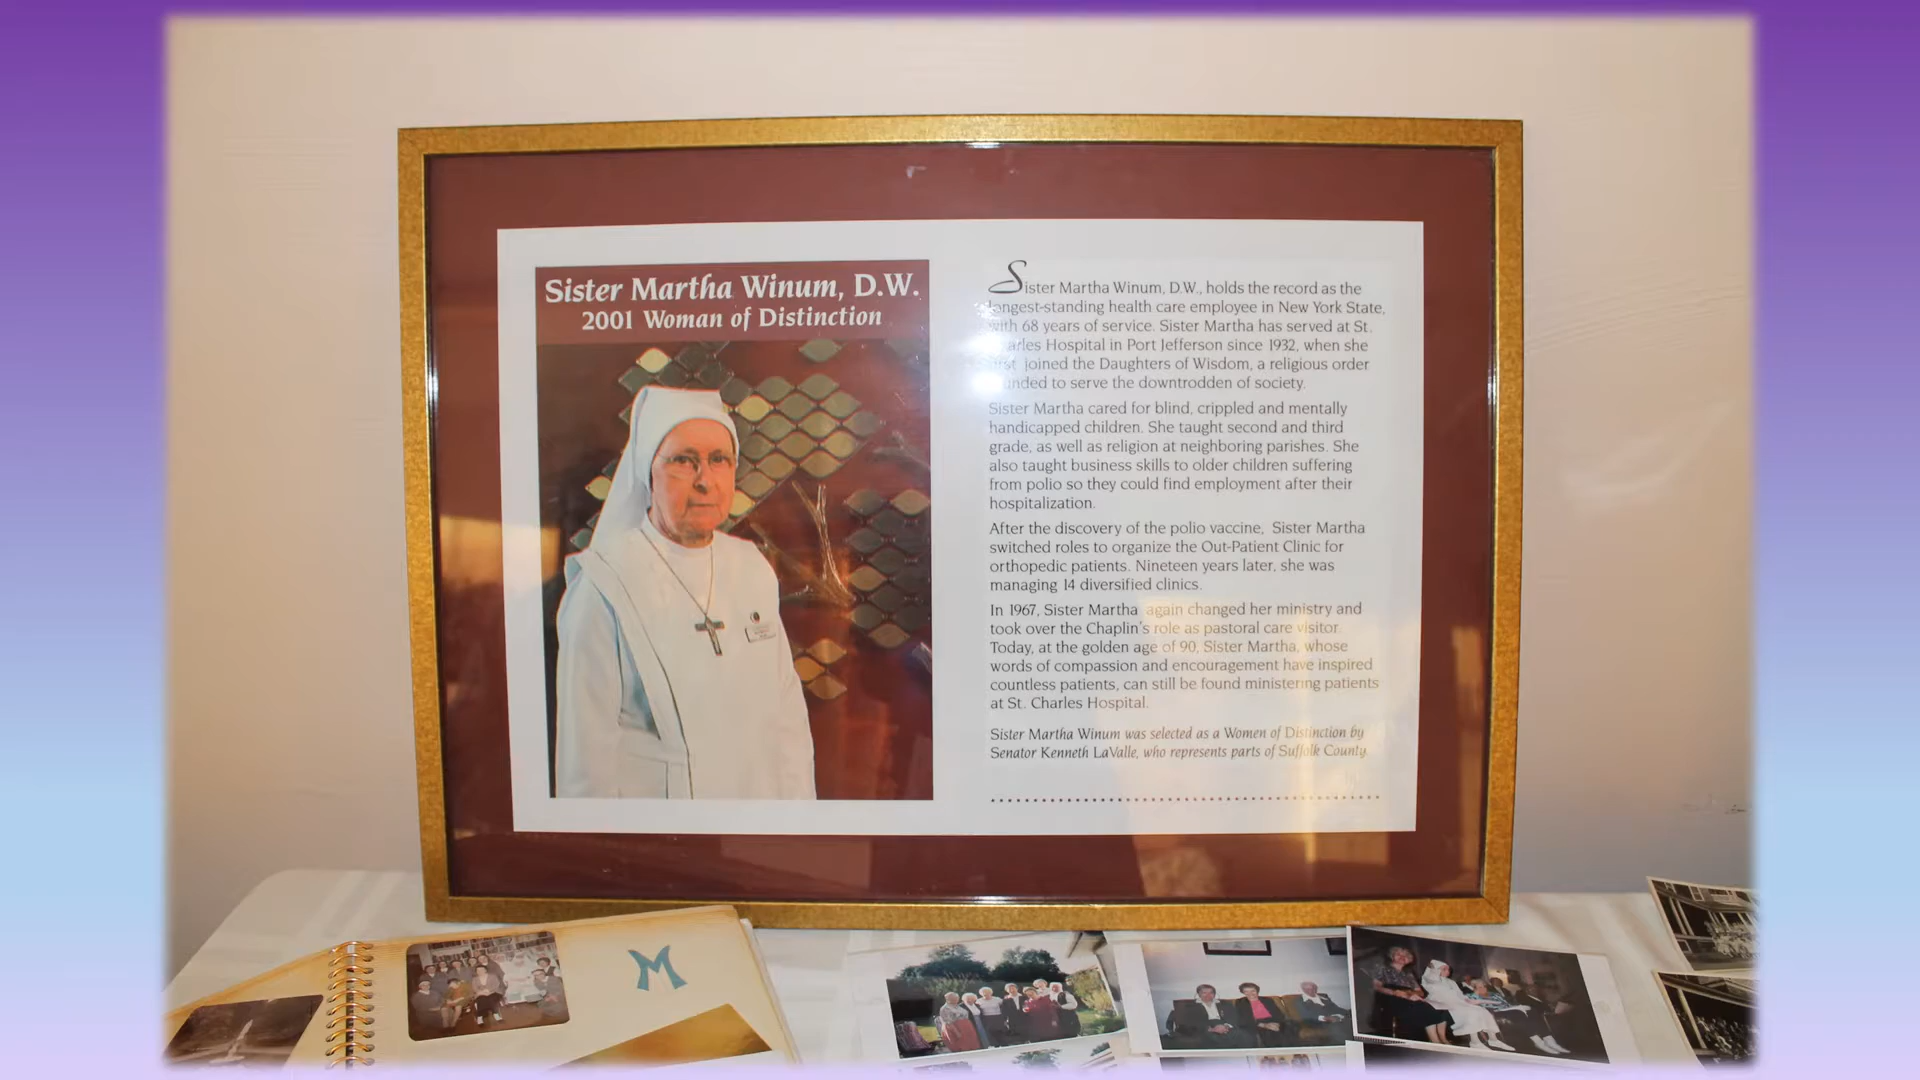 Sister Martha Winum, D.W.
2001 Woman of Distinction
Sister Martha Winum, D.W., holds the record as the
longest-standing health care employee in New York State,
with 68 years of service. Sister Martha has served at St.
Charles Hospital in Port Jefferson since 1932, when she
first joined the Daughters of Wisdom, a religious order
founded to serve the downtrodden of society.
Sister Martha cared for blind, crippled and mentally
handicapped children. She taught second and third
grade, as well as religion at neighboring parishes. She
also taught business skills to older children suffering
from polio so they could find employment after their
hospitalization.
After the discovery of the polio vaccine, Sister Martha
switched roles to organize the Out-Patient Clinic for
orthopedic patients. Nineteen years later, she was
managing 14 diversified clinics.
In 1967, Sister Martha again changed her ministry and
took over the Chaplin's role as pastoral care visitor.
Today, at the golden age of 90, Sister Martha, whose
words of compassion and encouragement have inspired
countless patients, can still be found ministering patients
at St. Charles Hospital.
Sister Martha Winum was selected as a Women of Distinction by
Senator Kenneth LaValle, who represents parts of Suffolk County.
M